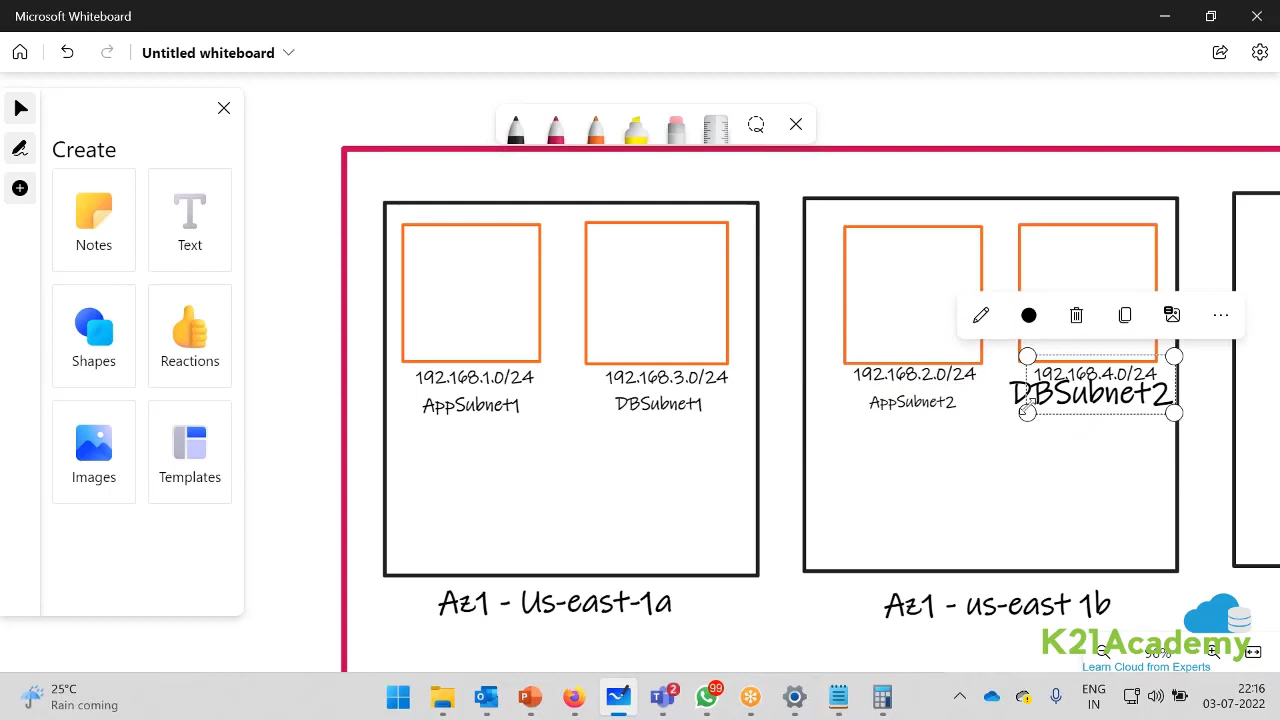 Microsoft Whiteboard
Untitled whiteboard
Create
Notes
Text
Shapes
Reactions
Images
Templates
192.168.1.0/24
AppSubnet1
192.168.3.0/24
DBSubnet1
192.168.2.0/24
AppSubnet2
192.168.4.0/24
DBSubnet2
Az1 - Us-east-1a
Az1 - us-east 1b
K21Academy
Learn Cloud from Experts
25°C
Rain coming
2
99
ENG
IN
22:16
03-07-2022